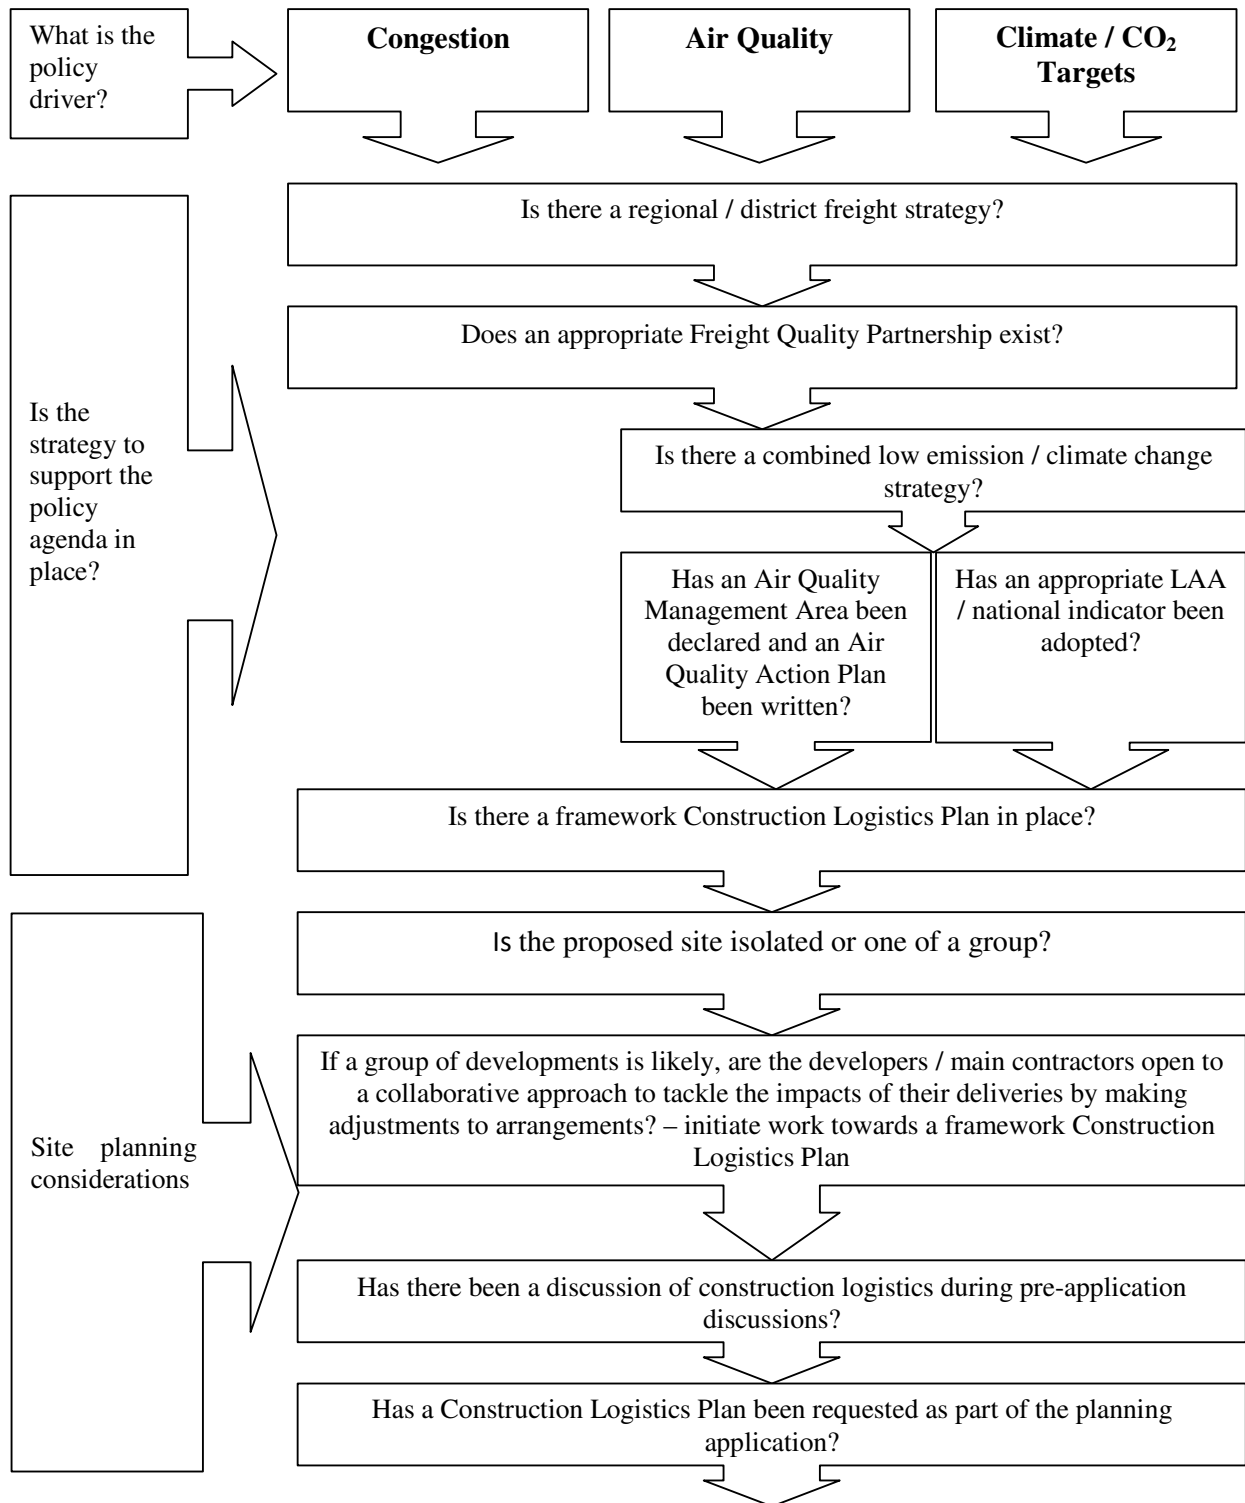 What is the
policy
driver?
Congestion
Air Quality
Climate / CO₂
Targets
Is there a regional / district freight strategy?
Does an appropriate Freight Quality Partnership exist?
Is the
strategy to
support the
policy
agenda in
place?
Is there a combined low emission / climate change
strategy?
Has an Air Quality
Management Area been
declared and an Air
Quality Action Plan
been written?
Has an appropriate LAA
/ national indicator been
adopted?
Is there a framework Construction Logistics Plan in place?
Is the proposed site isolated or one of a group?
Site planning
considerations
If a group of developments is likely, are the developers / main contractors open to
a collaborative approach to tackle the impacts of their deliveries by making
adjustments to arrangements? – initiate work towards a framework Construction
Logistics Plan
Has there been a discussion of construction logistics during pre-application
discussions?
Has a Construction Logistics Plan been requested as part of the planning
application?